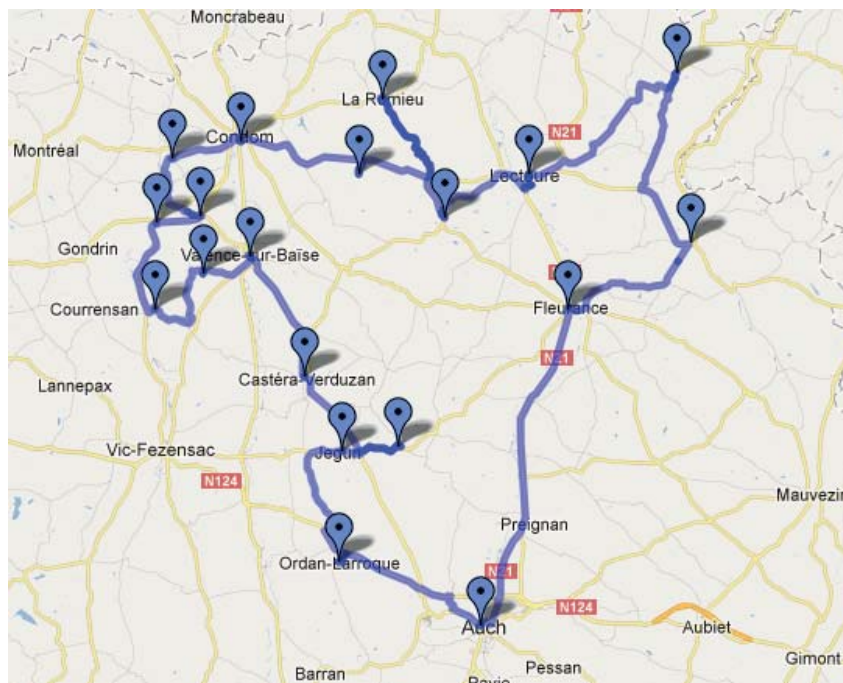 Moncrabeau
La Romieu
N21
Montréal
Condom
Lectoure
Gondrin
Valence-sur-Baïse
Courrensan
Fleurance
N21
Lannepax
Castéra-Verduzan
Vic-Fezensac
Jegun
N124
Mauvezin
Preignan
Ordan-Larroque
N21
N124
Auch
Aubiet
Gimont
Barran
Pessan
Pavie